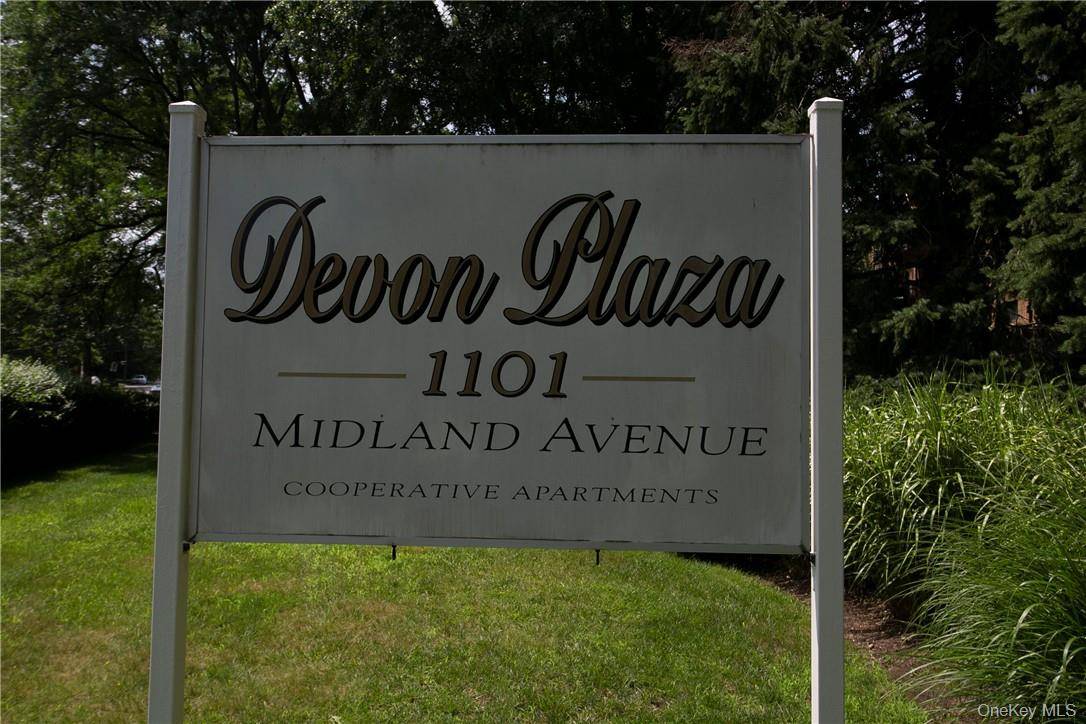 Devon Plaza
1101
MIDLAND AVENUE
COOPERATIVE APARTMENTS
OneKey MLS